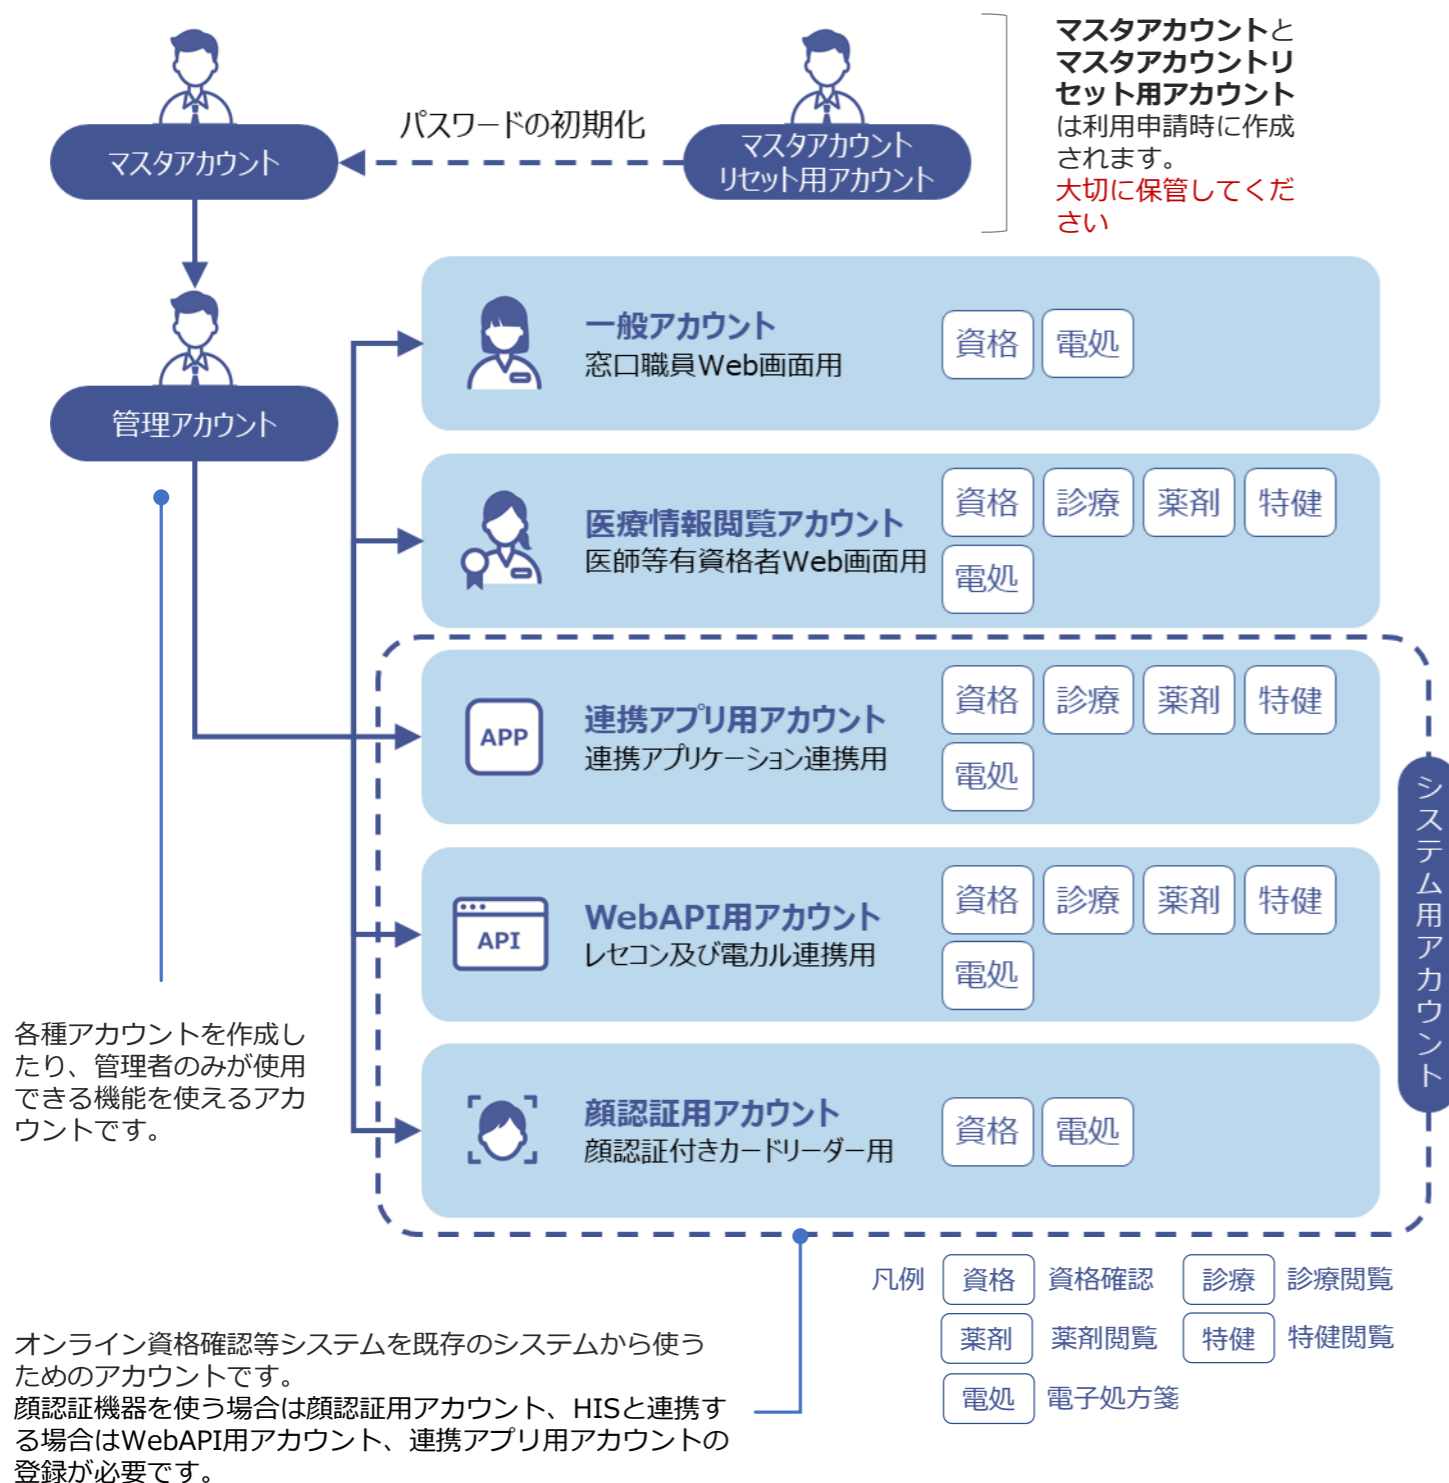 マスタアカウントと
マスタアカウントリ
セット用アカウント
は利用申請時に作成
されます。
大切に保管してくだ
さい
パスワードの初期化
マスタアカウント
マスタアカウント
リセット用アカウント
管理アカウント
一般アカウント
窓口職員Web画面用
資格 電処
医療情報閲覧アカウント
医師等有資格者Web画面用
資格 診療 薬剤 特健
電処
APP
連携アプリ用アカウント
連携アプリケーション連携用
資格 診療 薬剤 特健
電処
API
WebAPI用アカウント
レセコン及び電カル連携用
資格 診療 薬剤 特健
電処
顔認証用アカウント
顔認証付きカードリーダー用
資格 電処
システム用アカウント
各種アカウントを作成し
たり、管理者のみが使用
できる機能を使えるアカ
ウントです。
凡例 資格 資格確認 診療 診療閲覧
薬剤 薬剤閲覧 特健 特健閲覧
電処 電子処方箋
オンライン資格確認等システムを既存のシステムから使う
ためのアカウントです。
顔認証機器を使う場合は顔認証用アカウント、HISと連携す
る場合はWebAPI用アカウント、連携アプリ用アカウントの
登録が必要です。